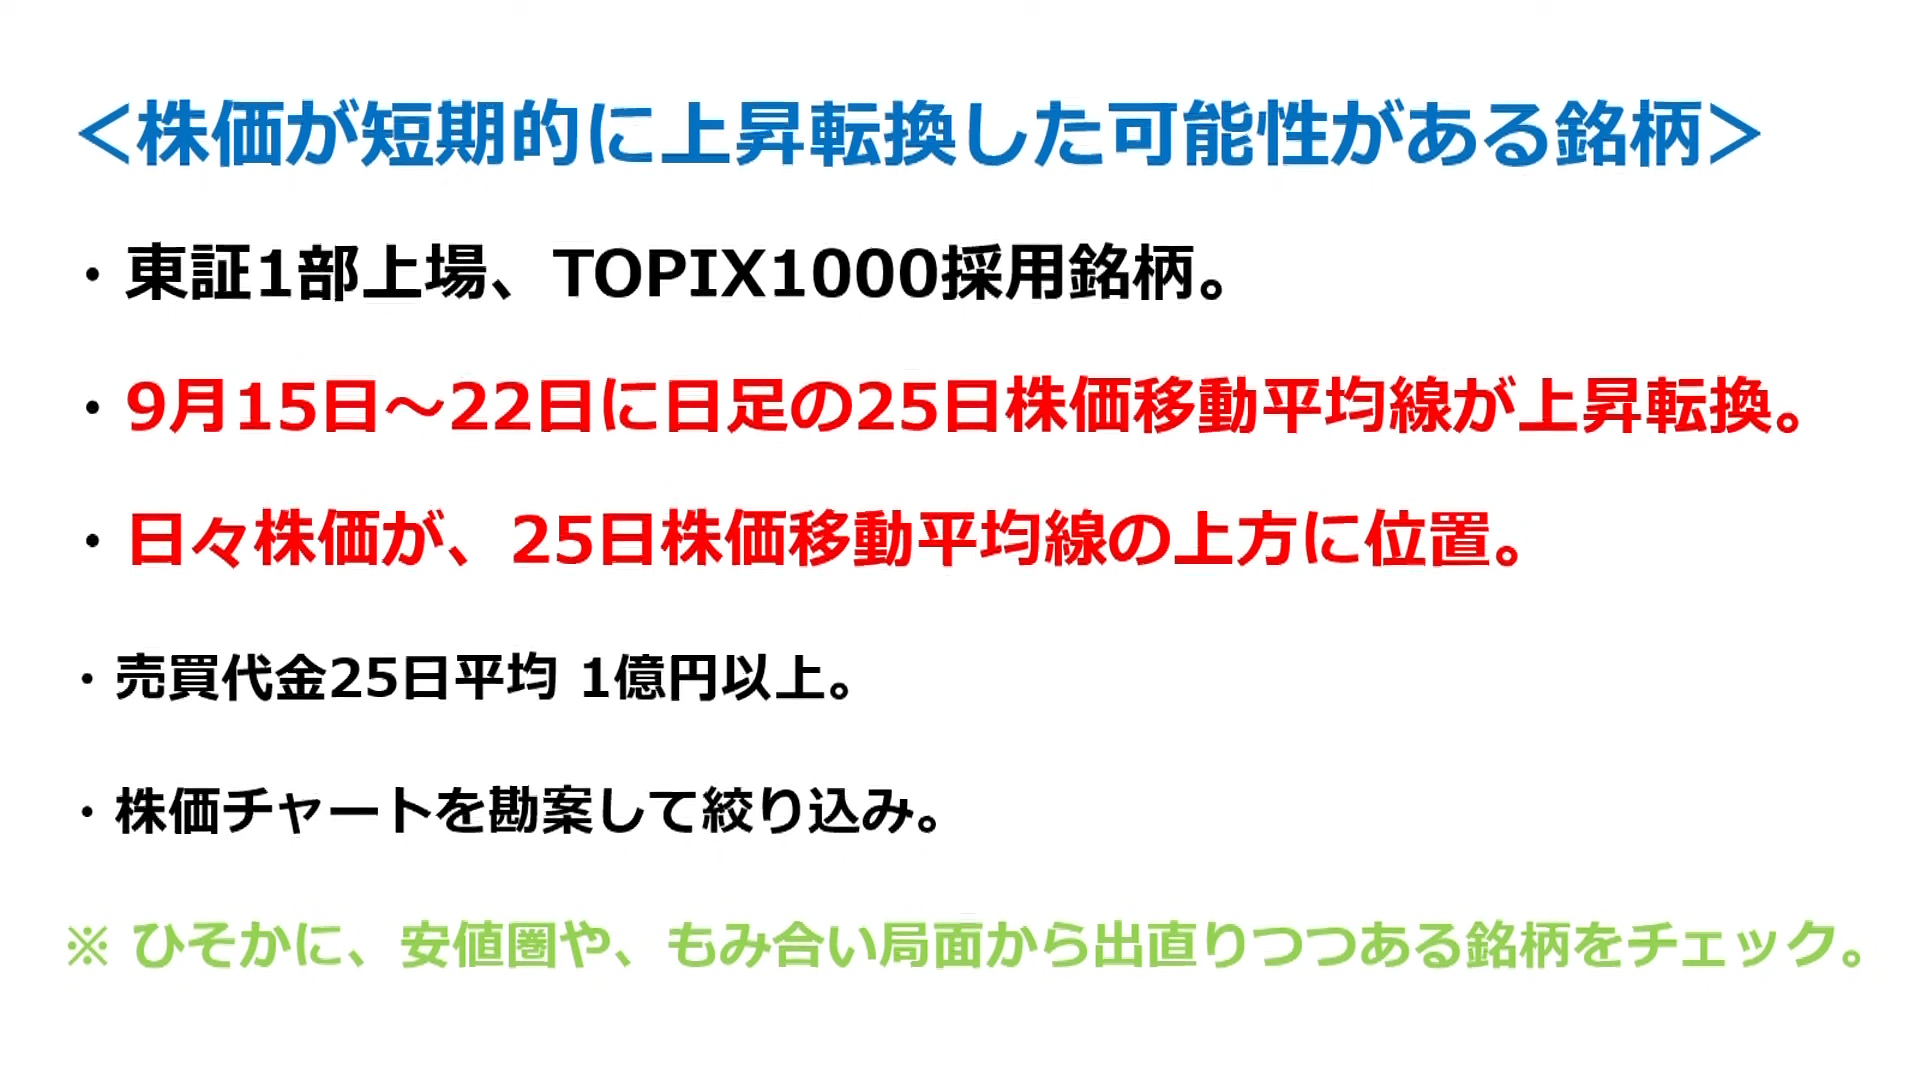 ＜株価が短期的に上昇転換した可能性がある銘柄＞
・東証1部上場、TOPIX1000採用銘柄。
・9月15日～22日に日足の25日株価移動平均線が上昇転換。
・日々株価が、25日株価移動平均線の上方に位置。
・売買代金25日平均 1億円以上。
・株価チャートを勘案して絞り込み。
※ ひそかに、安値圏や、もみ合い局面から出直りつつある銘柄をチェック。